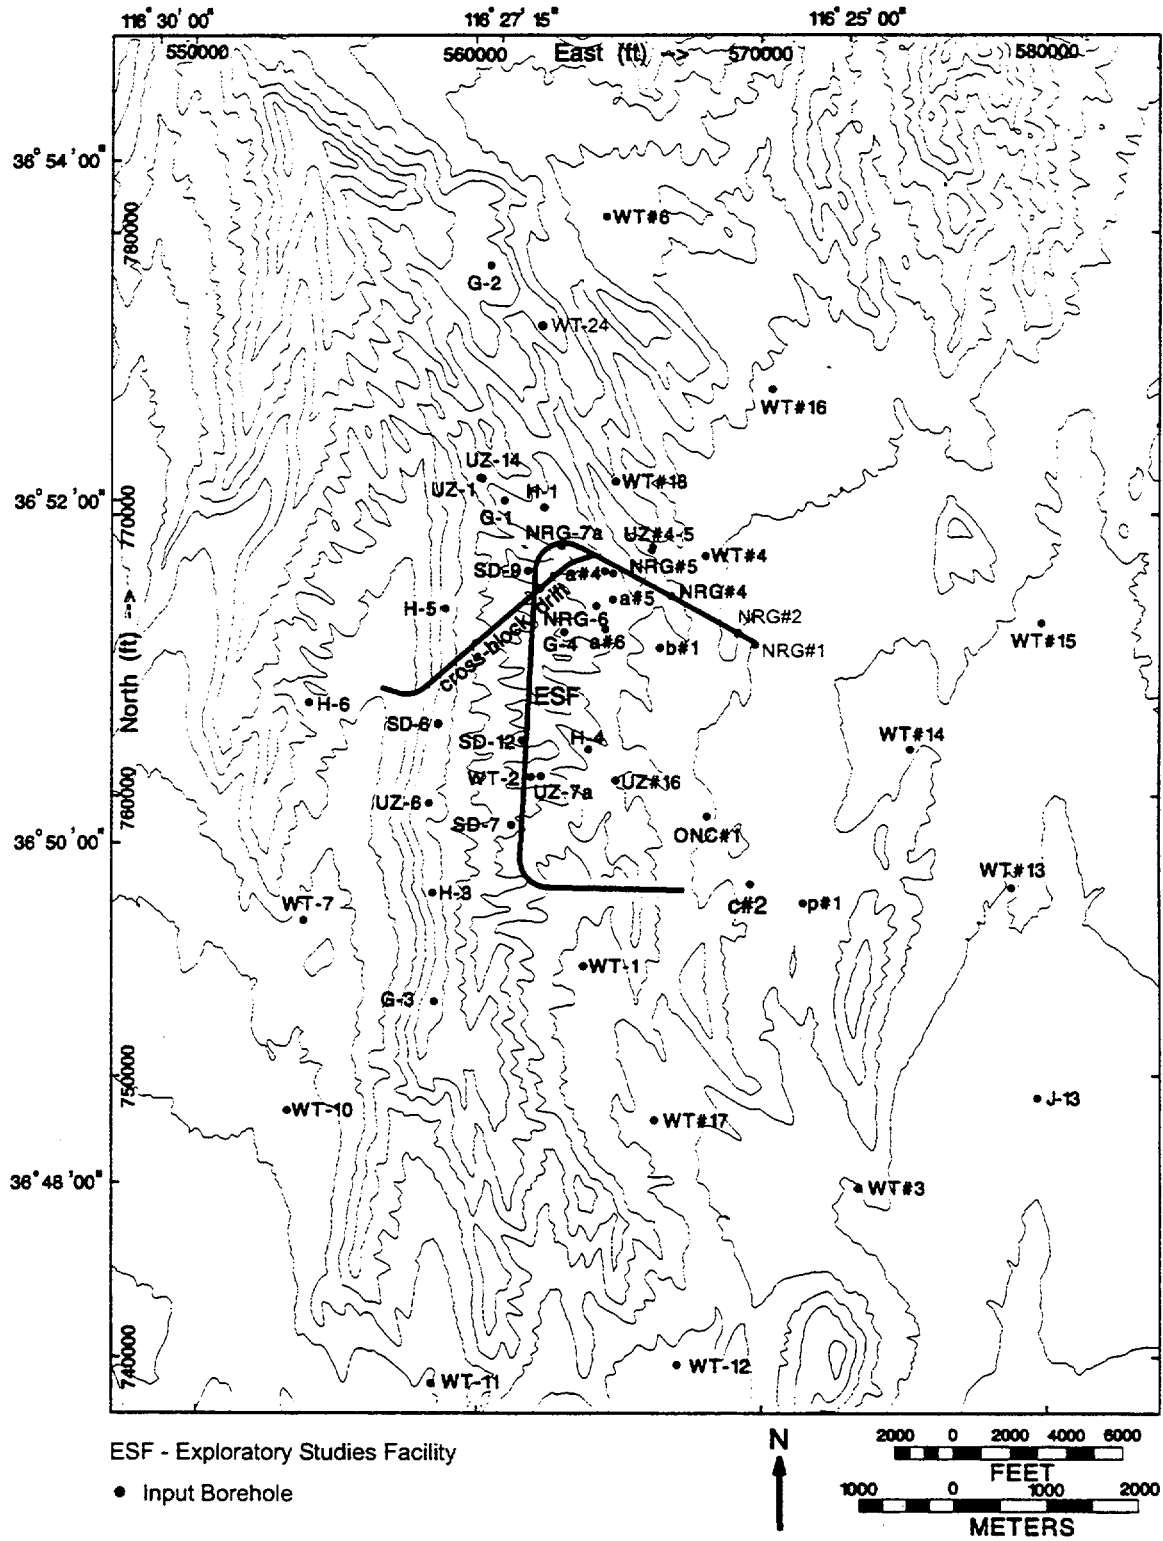 116° 30' 00"
116° 27' 15"
116° 25' 00"
550000
560000
East (ft) -->
570000
580000
36° 54' 00"
780000
WT#6
G-2
WT-24
WT#16
UZ-14
UZ-1
WT#18
H-1
G-1
36° 52' 00"
770000
NRG-7a
UZ#4-5
WT#4
SD-9
a#4
NRG#5
NRG#4
H-5
a#5
NRG-6
NRG#2
G-4
a#6
b#1
NRG#1
WT#15
cross-block drift
North (ft) -->
H-6
ESF
SD-6
SD-12
H-4
WT#14
WT-2
UZ-7a
UZ#16
760000
UZ-6
SD-7
ONC#1
36° 50' 00"
WT#13
H-3
WT-7
c#2
p#1
WT-1
G-3
750000
WT-10
WT#17
J-13
36° 48' 00"
WT#3
740000
WT-12
WT-11
ESF - Exploratory Studies Facility
● Input Borehole
N
2000 0 2000 4000 6000
FEET
1000 0 1000 2000
METERS